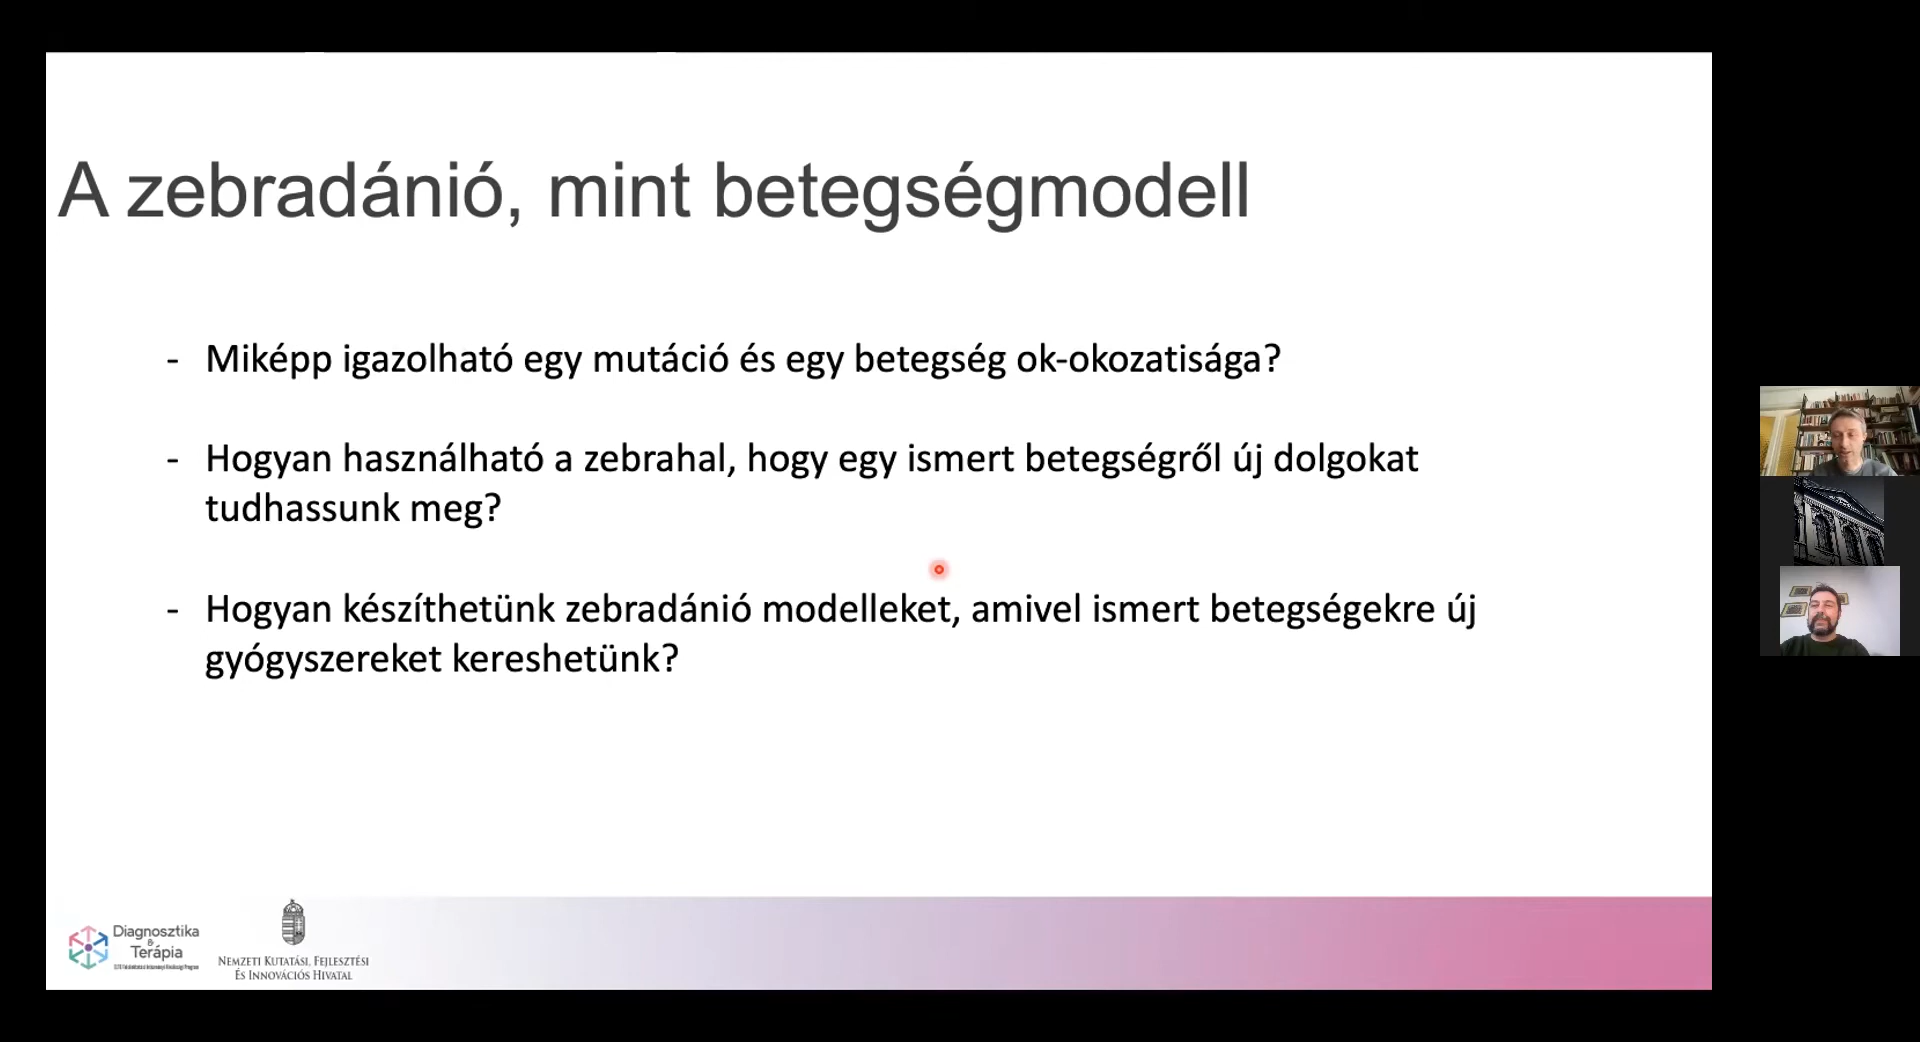 A zebradánió, mint betegségmodell
- Miképp igazolható egy mutáció és egy betegség ok-okozatisága?
- Hogyan használható a zebrahal, hogy egy ismert betegségről új dolgokat
tudhassunk meg?
- Hogyan készíthetünk zebradánió modelleket, amivel ismert betegségekre új
gyógyszereket kereshetünk?
Diagnosztika
&
Terápia
NEMZETI KUTATÁSI, FEJLESZTÉSI
ÉS INNOVÁCIÓS HIVATAL